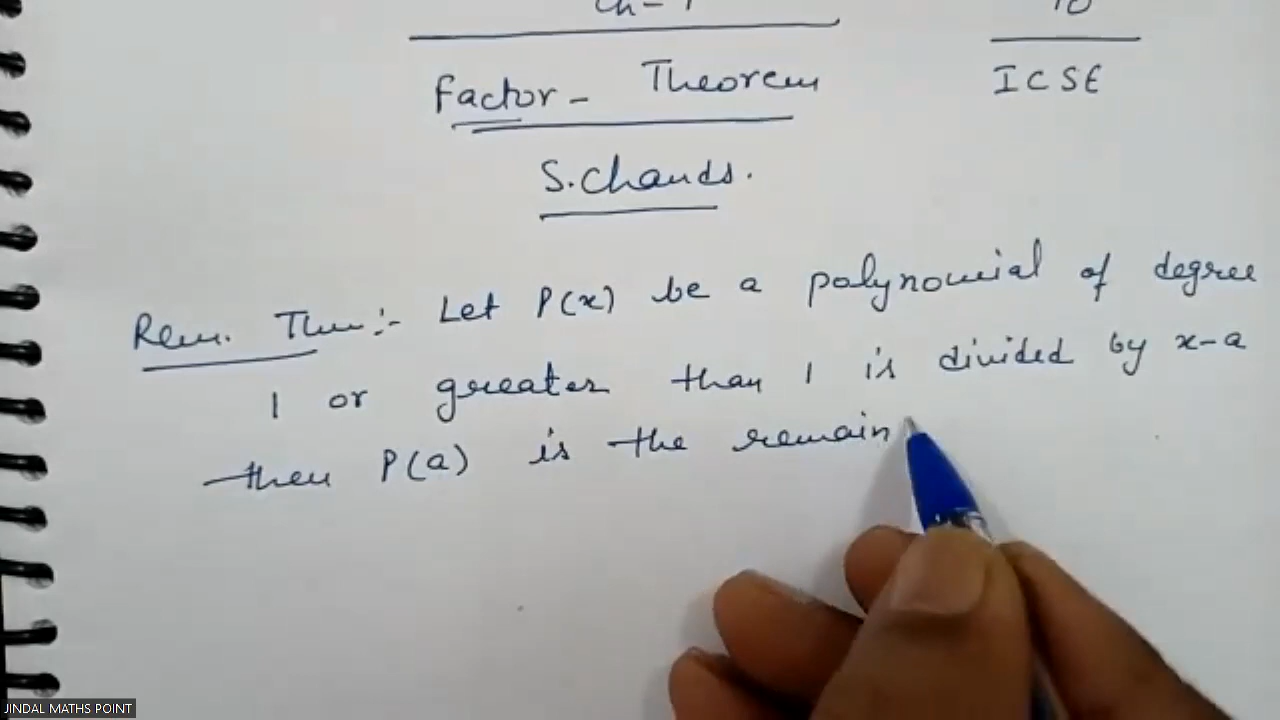 10
Factor - Theorem
ICSE
S. Chands.
Rem. Thm :- Let P(x) be a polynomial of degree
1 or greater than 1 is divided by x-a
then P(a) is the remain
JINDAL MATHS POINT